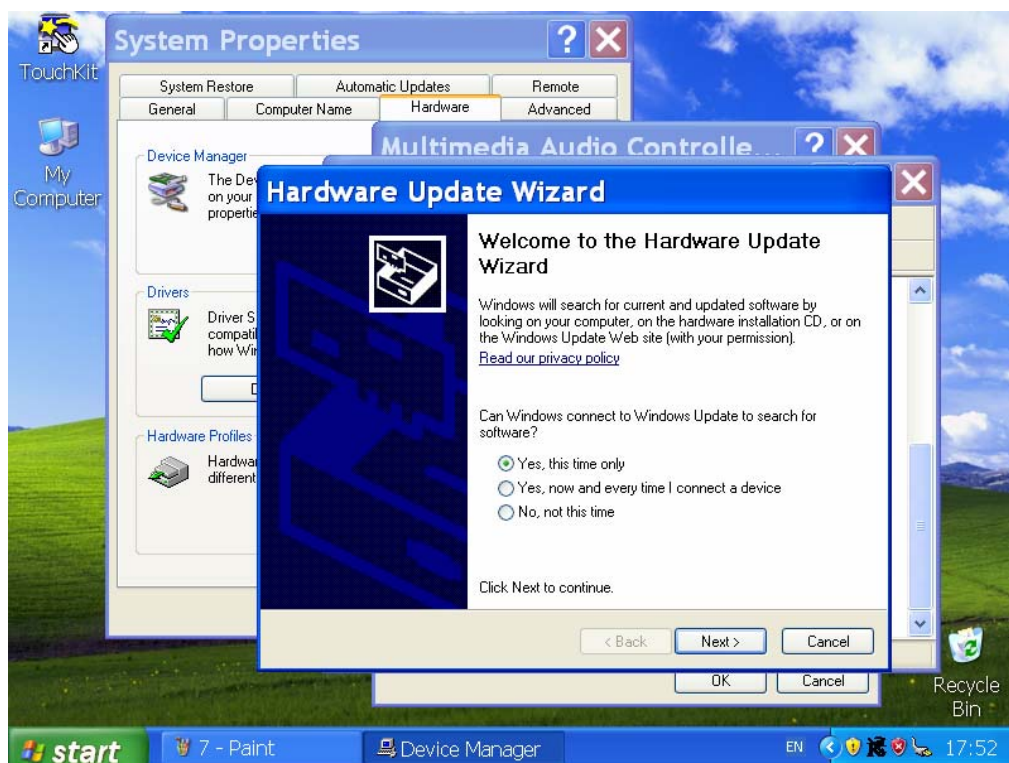 TouchKit
My
Computer
System Properties
System Restore
Automatic Updates
Remote
General
Computer Name
Hardware
Advanced
Device Manager
The Dev
on your
propertie
Drivers
Driver S
compatil
how Win
Hardware Profiles
Hardwar
different
Multimedia Audio Controlle...
Hardware Update Wizard
Welcome to the Hardware Update
Wizard
Windows will search for current and updated software by
looking on your computer, on the hardware installation CD, or on
the Windows Update Web site (with your permission).
Read our privacy policy
Can Windows connect to Windows Update to search for
software?
Yes, this time only
Yes, now and every time I connect a device
No, not this time
Click Next to continue.
< Back
Next >
Cancel
OK
Cancel
Recycle
Bin
start
7 - Paint
Device Manager
EN
17:52